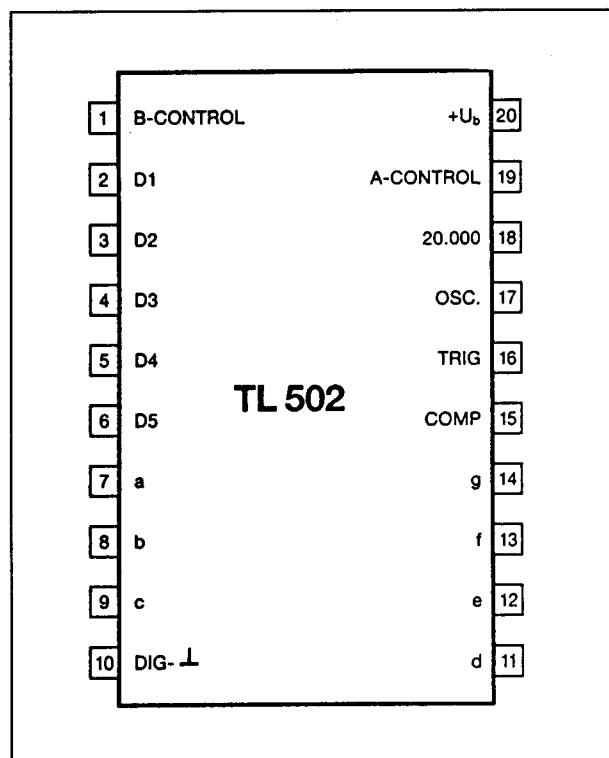 1 B-CONTROL +Ub 20
2 D1 A-CONTROL 19
3 D2 20.000 18
4 D3 OSC. 17
5 D4 TRIG 16
TL 502
6 D5 COMP 15
7 a g 14
8 b f 13
9 c e 12
10 DIG-⊥ d 11